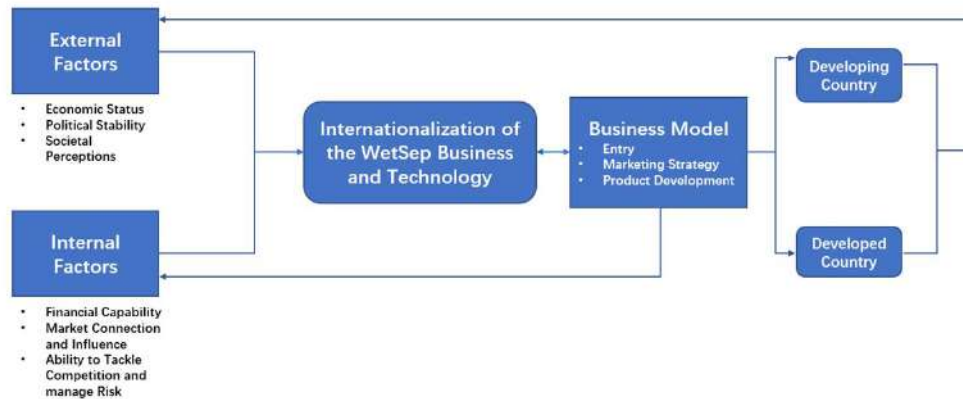 External
Factors
• Economic Status
• Political Stability
• Societal
Perceptions
Internal
Factors
• Financial Capability
• Market Connection
and Influence
• Ability to Tackle
Competition and
manage Risk
Internationalization of
the WetSep Business
and Technology
Business Model
• Entry
• Marketing Strategy
• Product Development
Developing
Country
Developed
Country